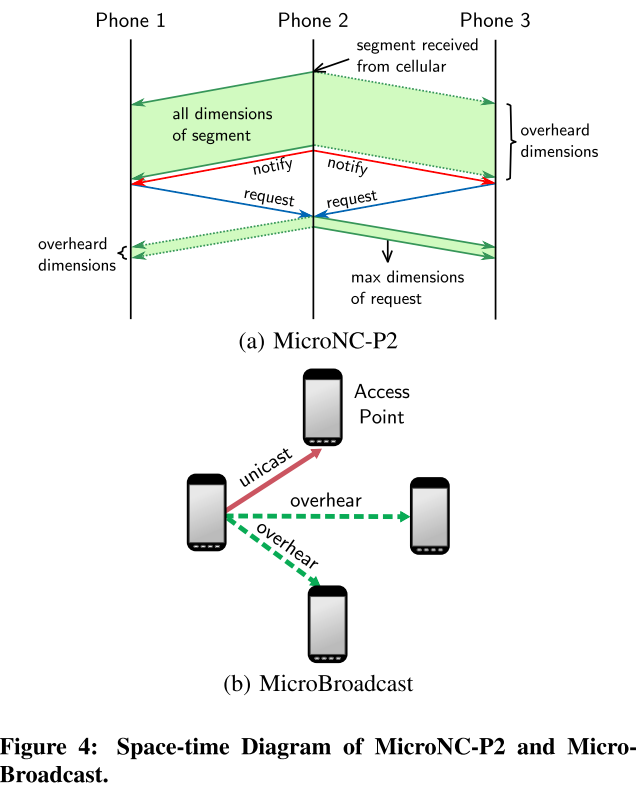 Phone 1
Phone 2
Phone 3
segment received
from cellular
all dimensions
of segment
overheard
dimensions
notify
notify
request
request
overheard
dimensions
max dimensions
of request
(a) MicroNC-P2
Access
Point
unicast
overhear
overhear
(b) MicroBroadcast
Figure 4: Space-time Diagram of MicroNC-P2 and Micro-
Broadcast.